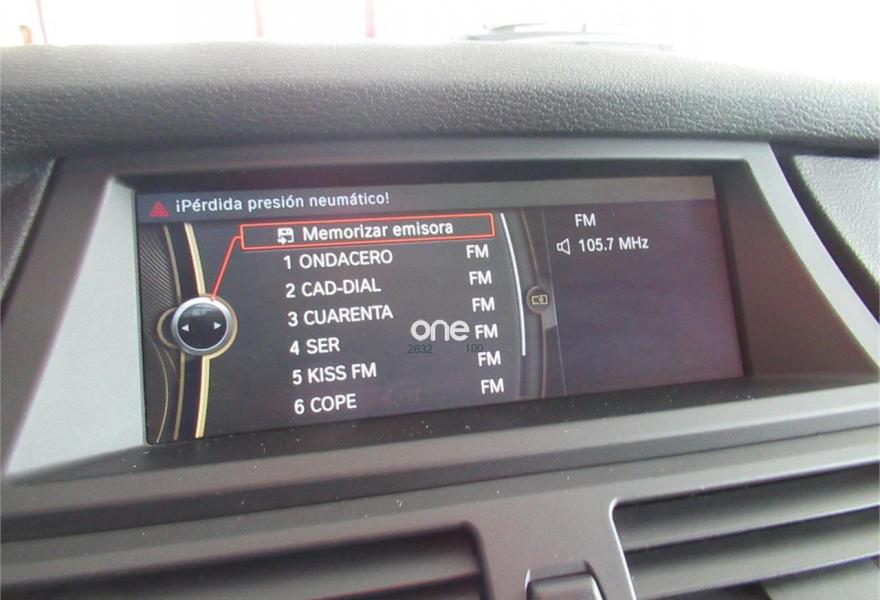 ¡Pérdida presión neumático!
Memorizar emisora
1 ONDACERO FM
2 CAD-DIAL FM
3 CUARENTA FM
4 SER FM
5 KISS FM FM
6 COPE FM
FM
105.7 MHz
one
2832 100